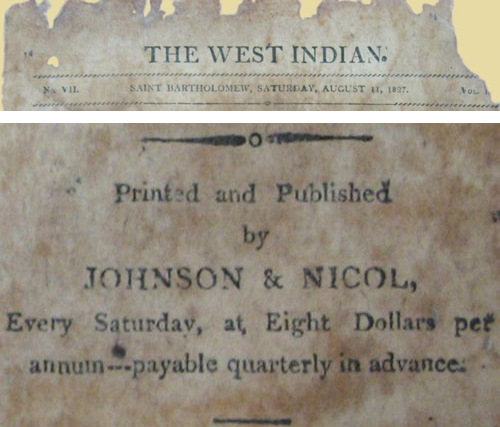 THE WEST INDIAN.
No. VII. SAINT BARTHOLOMEW, SATURDAY, AUGUST 11, 1827. Vol.
Printed and Published
by
JOHNSON & NICOL,
Every Saturday, at Eight Dollars per
annum---payable quarterly in advance.